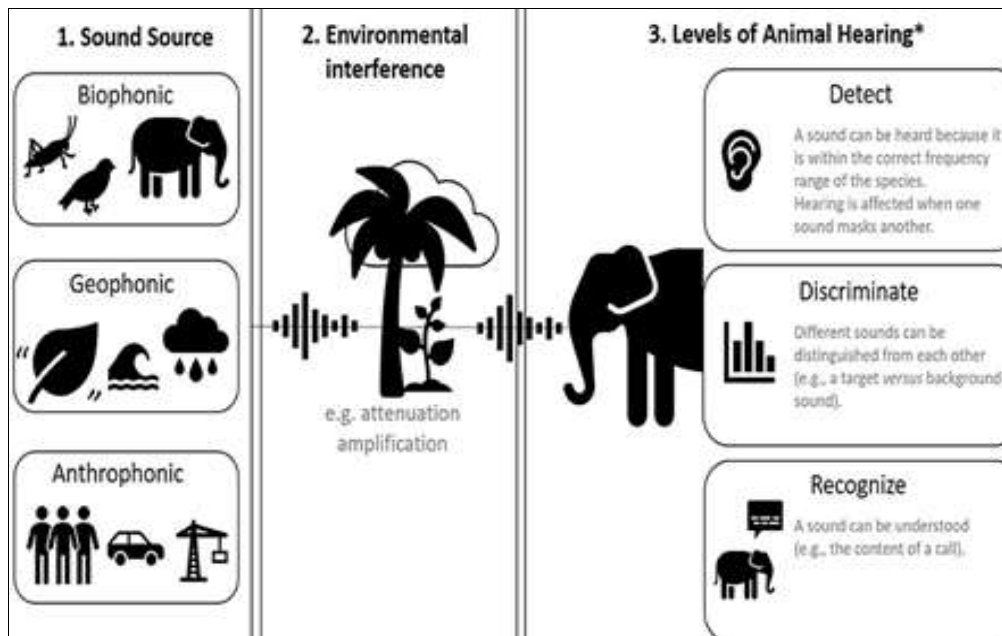 1. Sound Source
Biophonic
Geophonic
“ ”
Anthrophonic
2. Environmental
interference
e.g. attenuation
amplification
3. Levels of Animal Hearing*
Detect
A sound can be heard because it
is within the correct frequency
range of the species.
Hearing is affected when one
sound masks another.
Discriminate
Different sounds can be
distinguished from each other
(e.g., a target versus background
sound).
Recognize
A sound can be understood
(e.g., the content of a call).